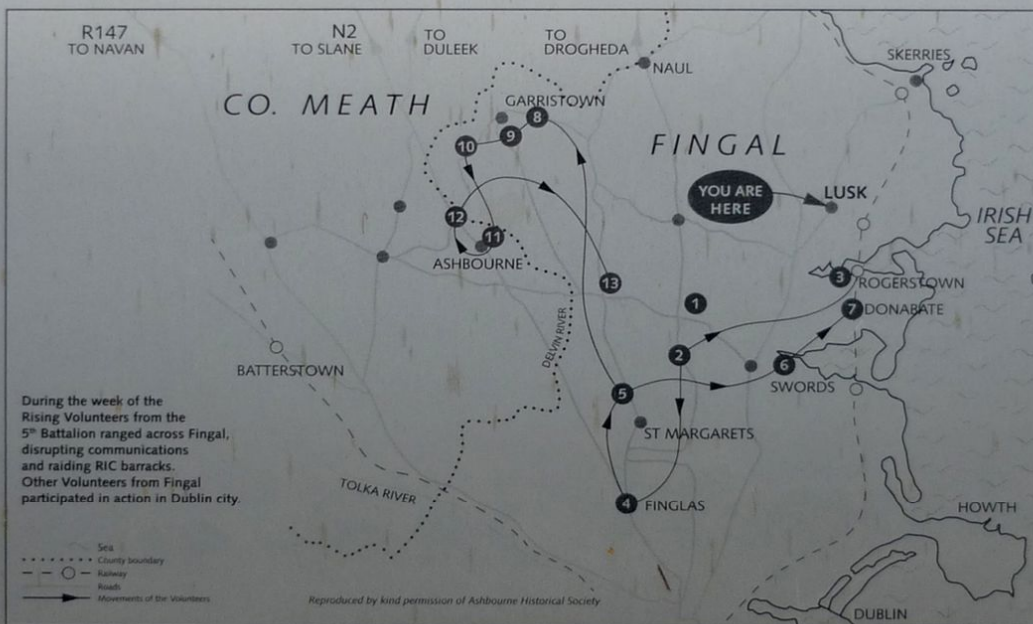 R147
TO NAVAN
N2
TO SLANE
TO
DULEEK
TO
DROGHEDA
NAUL
SKERRIES
CO. MEATH
GARRISTOWN
8
9
10
FINGAL
YOU ARE
HERE
LUSK
IRISH
SEA
12
11
ASHBOURNE
13
3
ROGERSTOWN
1
7
DONABATE
DELVIN RIVER
2
6
SWORDS
BATTERSTOWN
5
ST MARGARETS
During the week of the
Rising Volunteers from the
5th Battalion ranged across Fingal,
disrupting communications
and raiding RIC barracks.
Other Volunteers from Fingal
participated in action in Dublin city.
TOLKA RIVER
4
FINGLAS
HOWTH
Sea
County boundary
Railway
Roads
Movements of the Volunteers
Reproduced by kind permission of Ashbourne Historical Society
DUBLIN